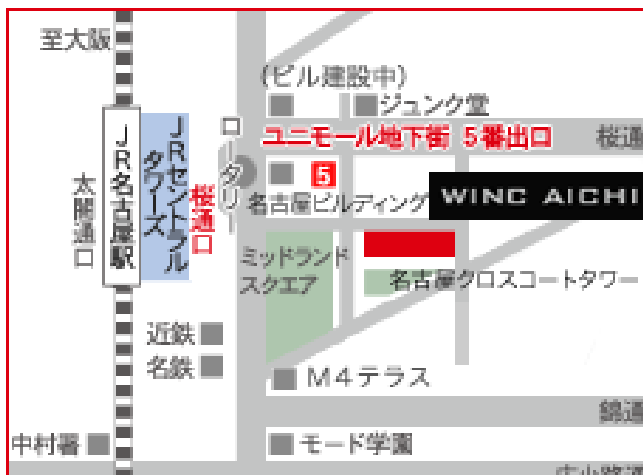 至大阪
(ビル建設中)
ジュンク堂
ユニモール地下街 5番出口
桜通
JR名古屋駅
JRセントラル
タワーズ
桜通口
ロータリー
太閤通口
5
名古屋ビルディング
WINC AICHI
ミッドランド
スクエア
名古屋クロスコートタワー
近鉄
名鉄
M4テラス
錦通
中村署
モード学園
広小路通